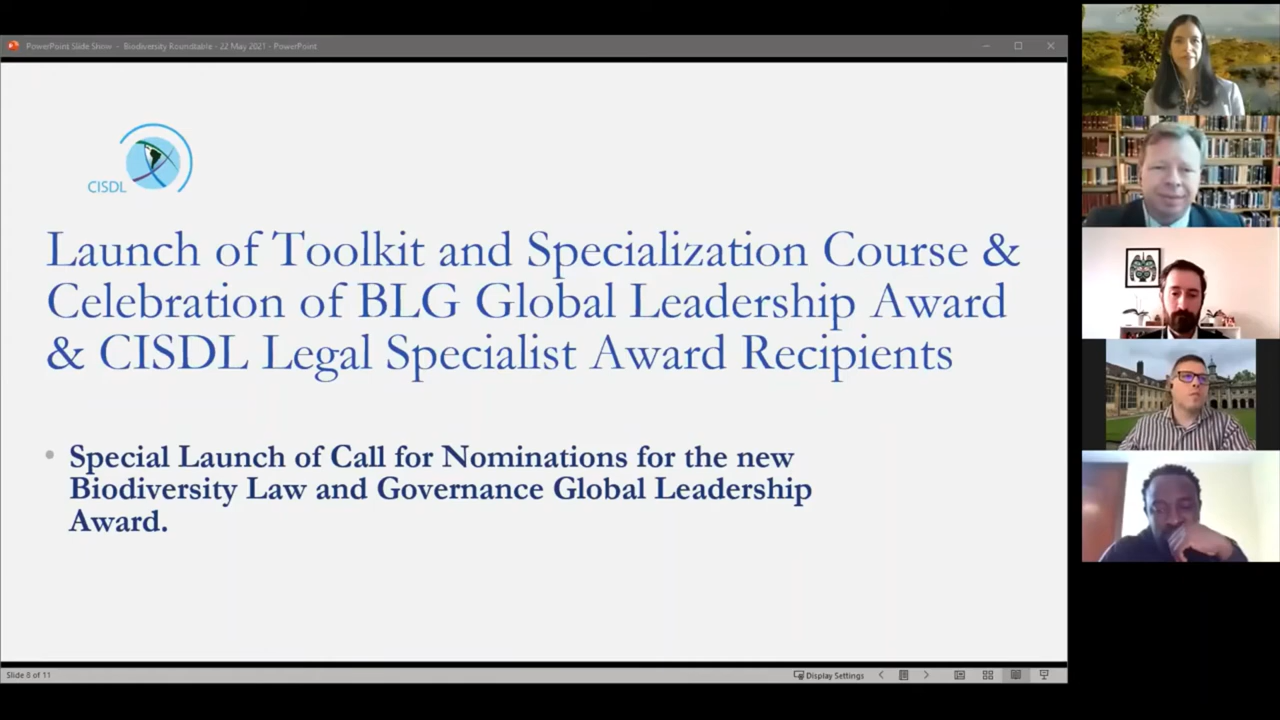 PowerPoint Slide Show - Biodiversity Roundtable - 22 May 2021 - PowerPoint
CISDL
Launch of Toolkit and Specialization Course &
Celebration of BLG Global Leadership Award
& CISDL Legal Specialist Award Recipients
• Special Launch of Call for Nominations for the new
Biodiversity Law and Governance Global Leadership
Award.
Slide 8 of 11
Display Settings